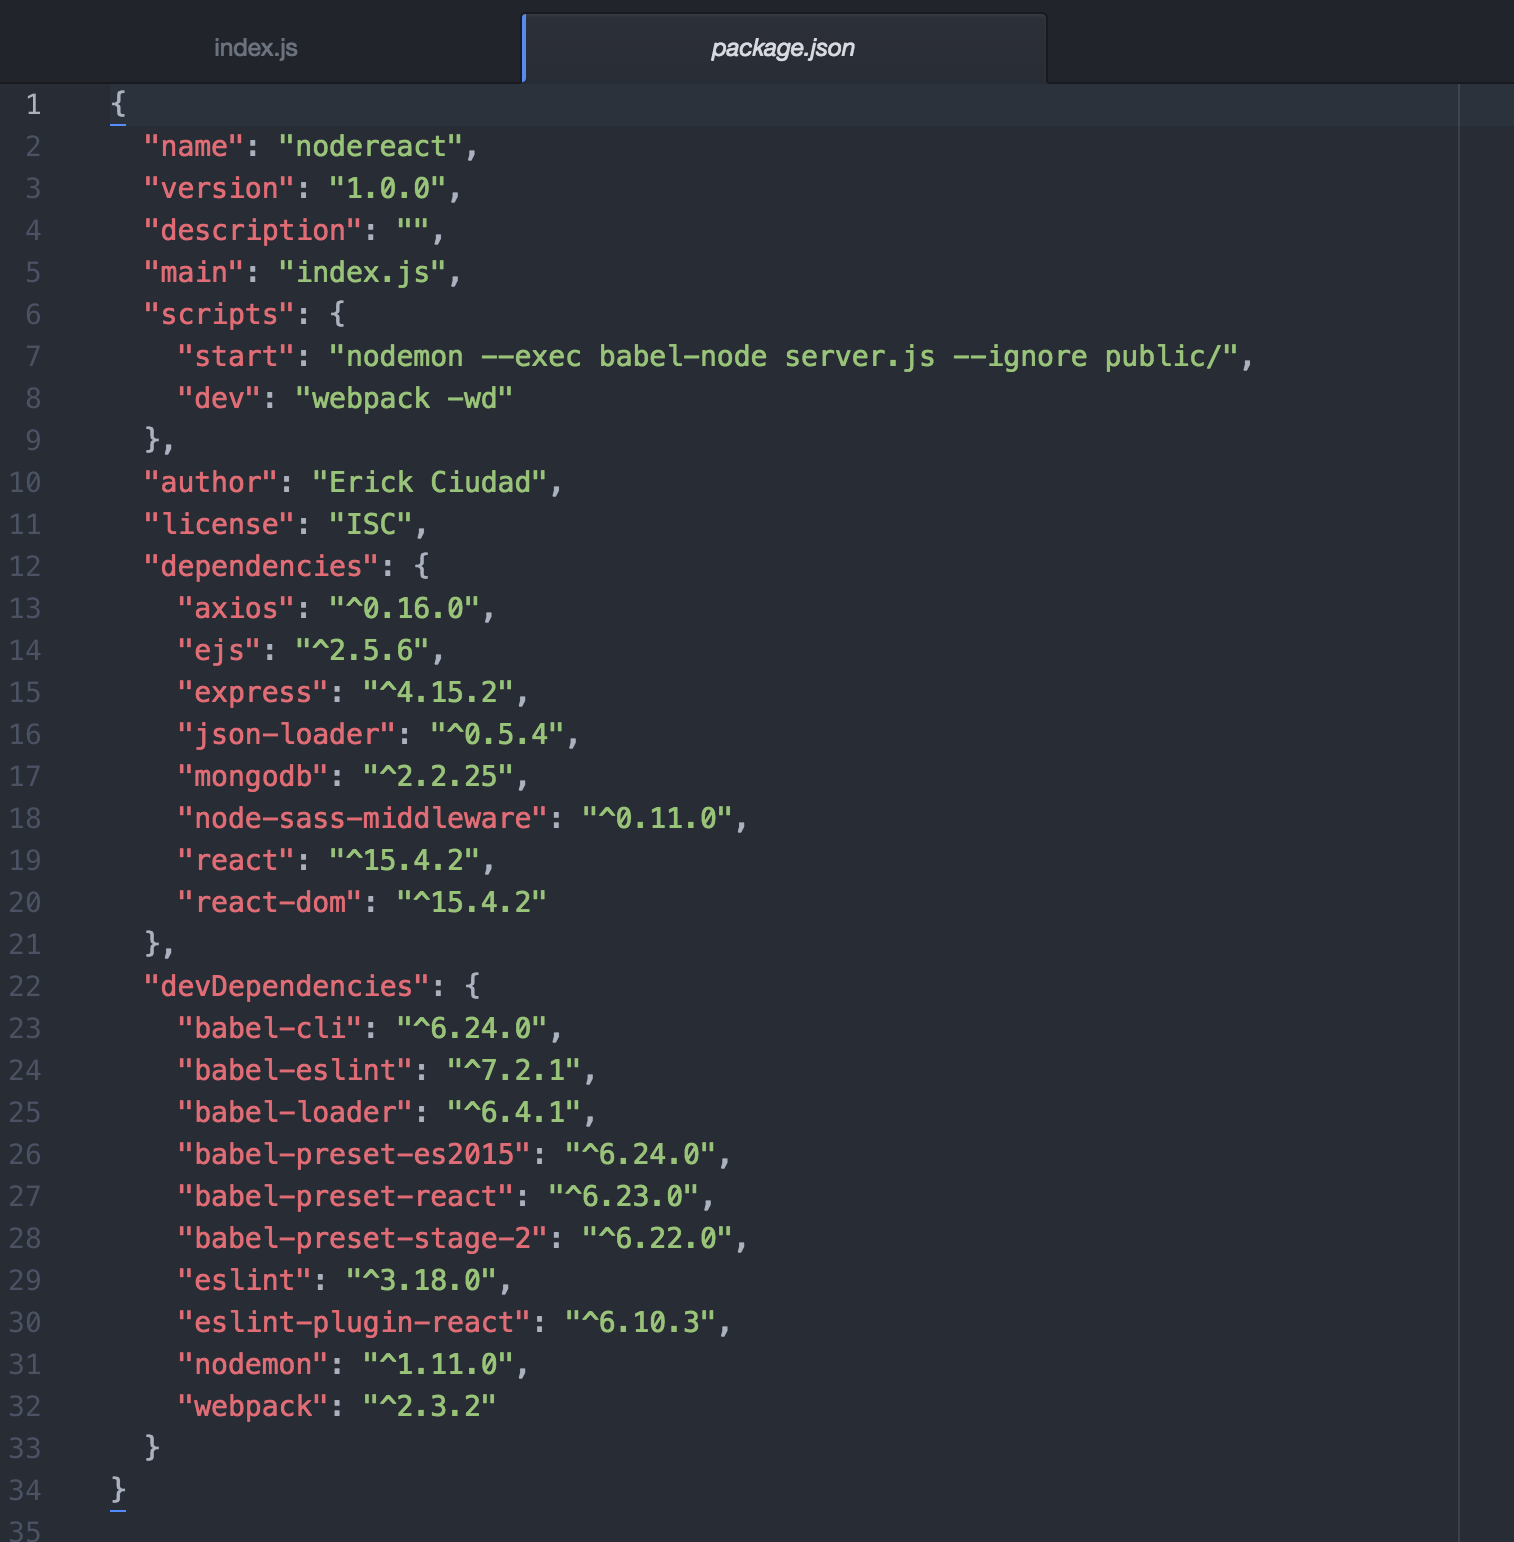 index.js
package.json
1 {
2   "name": "nodereact",
3   "version": "1.0.0",
4   "description": "",
5   "main": "index.js",
6   "scripts": {
7     "start": "nodemon --exec babel-node server.js --ignore public/",
8     "dev": "webpack -wd"
9   },
10   "author": "Erick Ciudad",
11   "license": "ISC",
12   "dependencies": {
13     "axios": "^0.16.0",
14     "ejs": "^2.5.6",
15     "express": "^4.15.2",
16     "json-loader": "^0.5.4",
17     "mongodb": "^2.2.25",
18     "node-sass-middleware": "^0.11.0",
19     "react": "^15.4.2",
20     "react-dom": "^15.4.2"
21   },
22   "devDependencies": {
23     "babel-cli": "^6.24.0",
24     "babel-eslint": "^7.2.1",
25     "babel-loader": "^6.4.1",
26     "babel-preset-es2015": "^6.24.0",
27     "babel-preset-react": "^6.23.0",
28     "babel-preset-stage-2": "^6.22.0",
29     "eslint": "^3.18.0",
30     "eslint-plugin-react": "^6.10.3",
31     "nodemon": "^1.11.0",
32     "webpack": "^2.3.2"
33   }
34 }
35